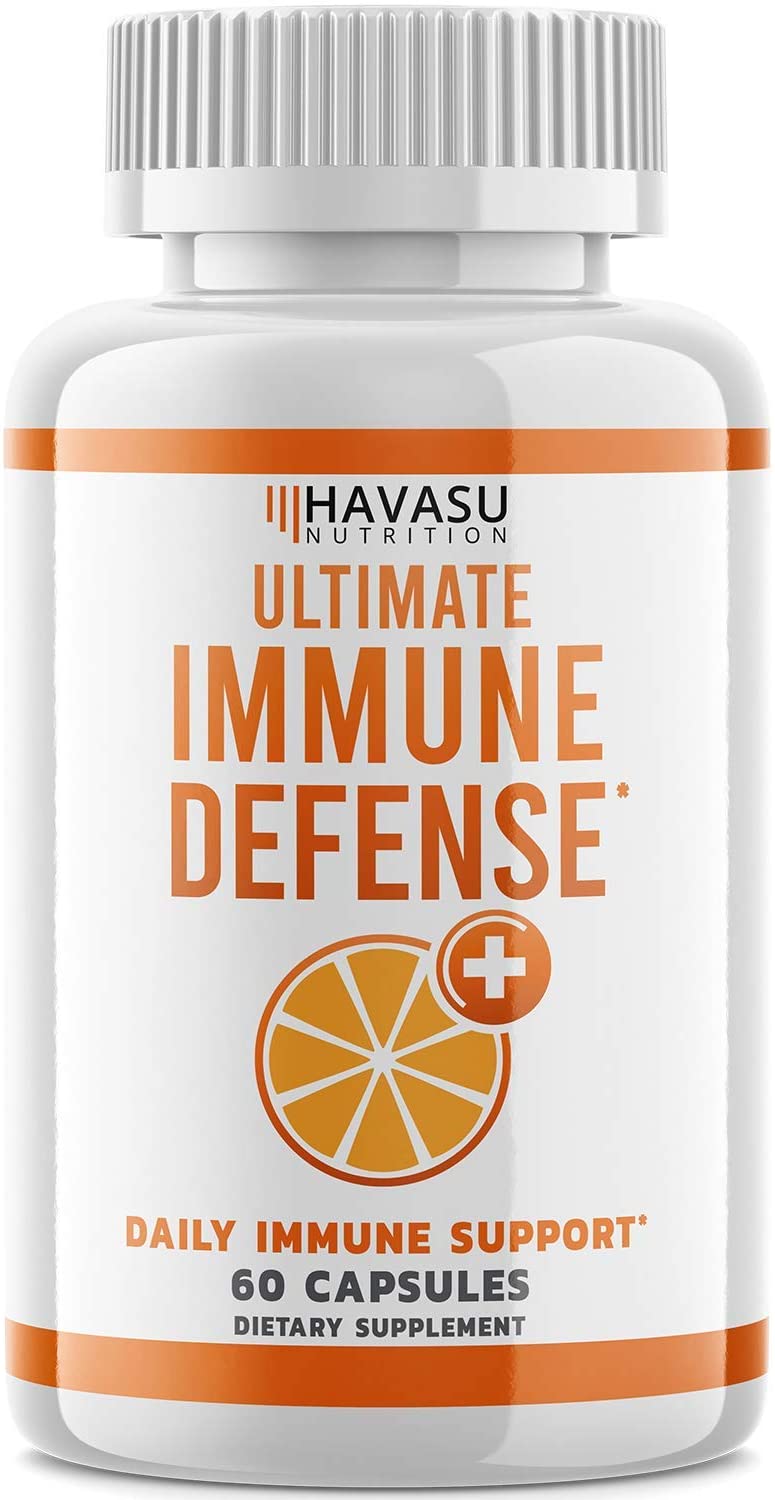 HAVASU
NUTRITION
ULTIMATE
IMMUNE
DEFENSE*
DAILY IMMUNE SUPPORT*
60 CAPSULES
DIETARY SUPPLEMENT